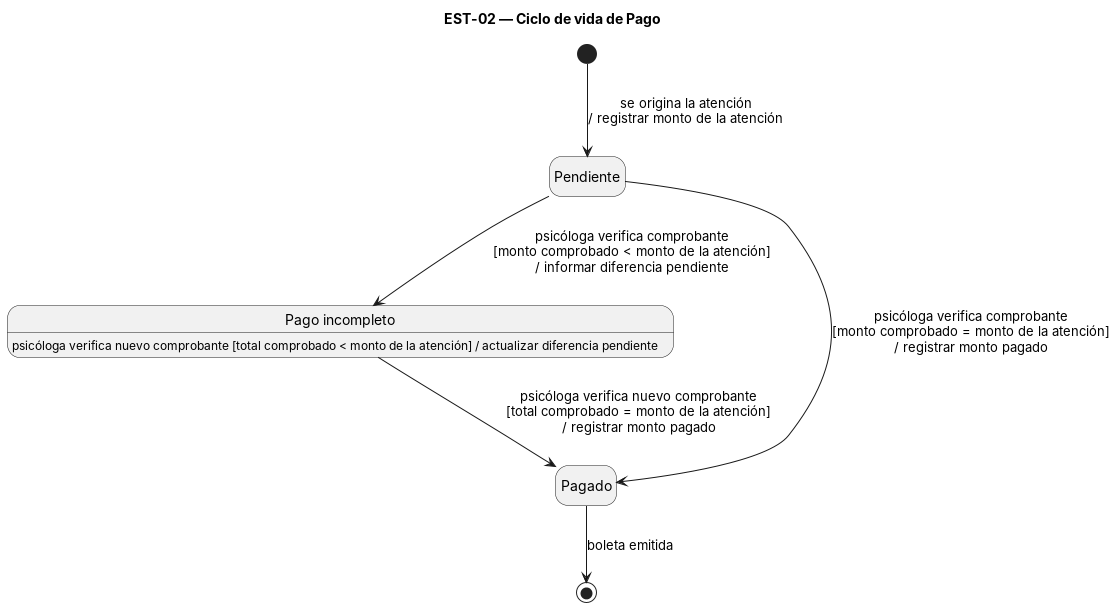 EST-02 — Ciclo de vida de Pago
se origina la atención
/ registrar monto de la atención
Pendiente
psicóloga verifica comprobante
[monto comprobado < monto de la atención]
/ informar diferencia pendiente
psicóloga verifica comprobante
[monto comprobado = monto de la atención]
/ registrar monto pagado
Pago incompleto
psicóloga verifica nuevo comprobante [total comprobado < monto de la atención] / actualizar diferencia pendiente
psicóloga verifica nuevo comprobante
[total comprobado = monto de la atención]
/ registrar monto pagado
Pagado
boleta emitida